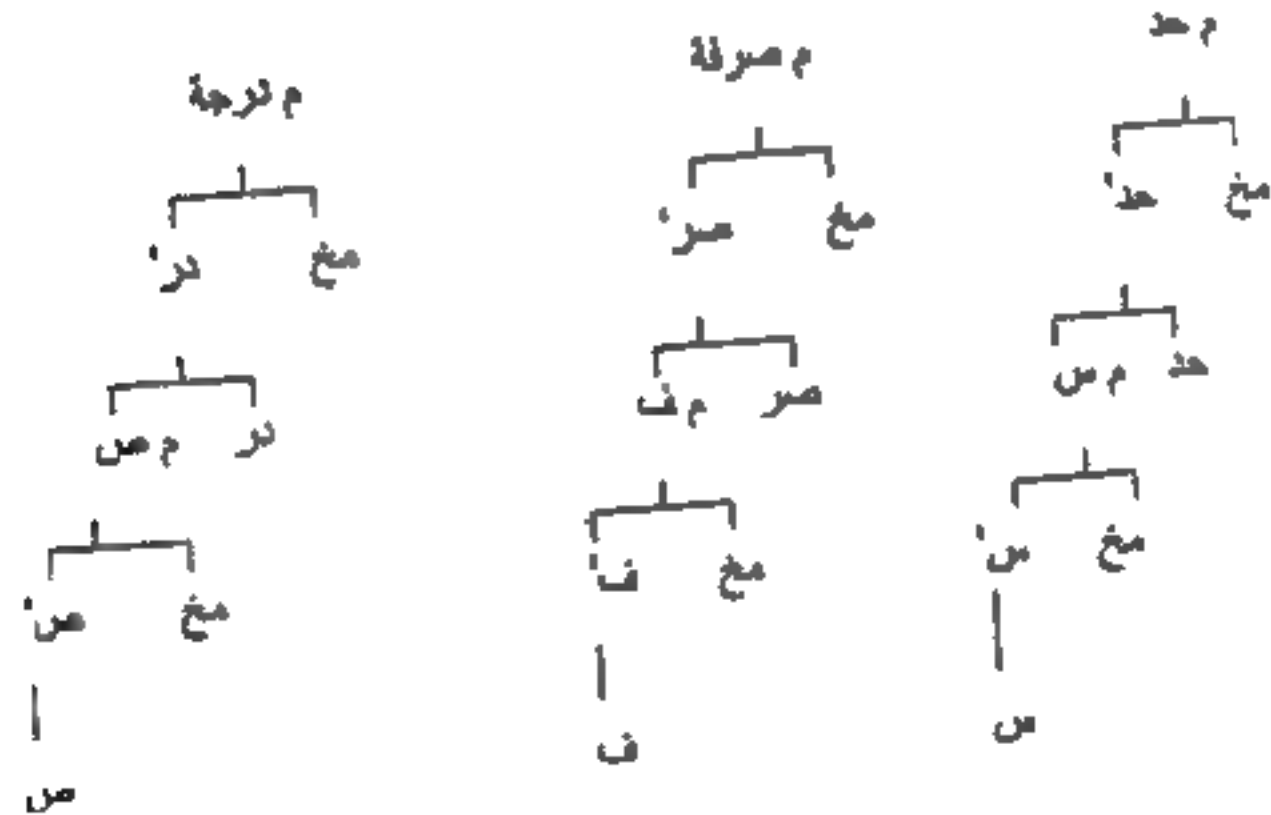 م حد
مخ حد'
حد م س
مخ س'
س
م صرفة
مخ صر'
صر م ف
مخ ف'
ف
م درجة
مخ در'
در م ص
مخ ص'
ص